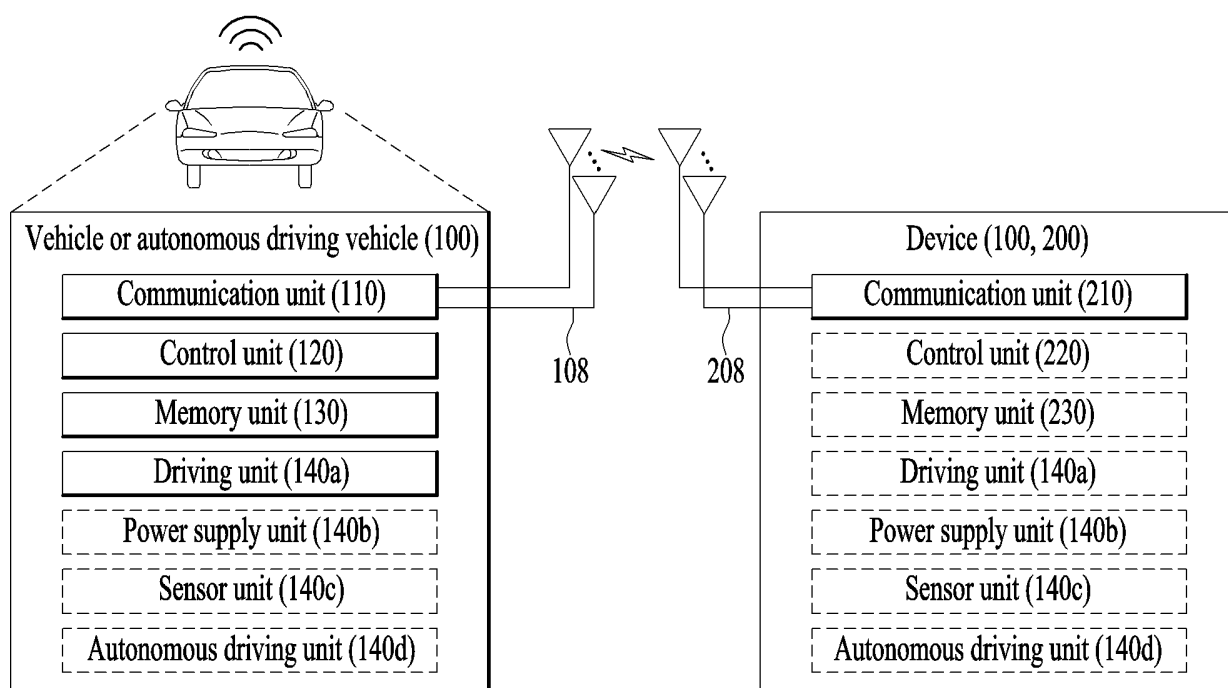 Vehicle or autonomous driving vehicle (100)
Communication unit (110)
Control unit (120)
Memory unit (130)
Driving unit (140a)
Power supply unit (140b)
Sensor unit (140c)
Autonomous driving unit (140d)
108
208
Device (100, 200)
Communication unit (210)
Control unit (220)
Memory unit (230)
Driving unit (140a)
Power supply unit (140b)
Sensor unit (140c)
Autonomous driving unit (140d)